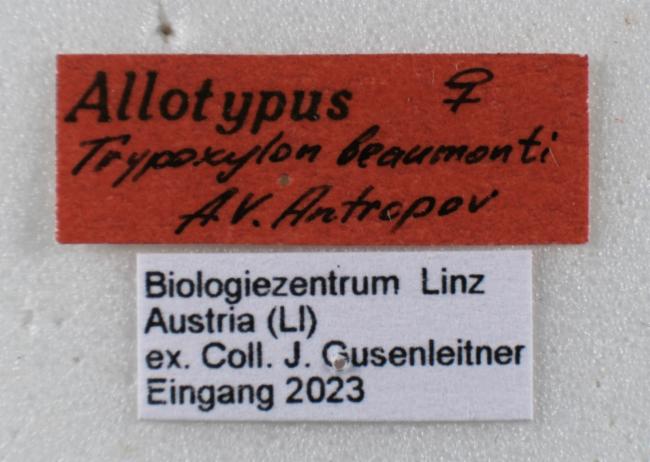 Allotypus ♀
Trypoxylon beaumonti
A.V. Antropov
Biologiezentrum Linz
Austria (LI)
ex. Coll. J. Gusenleitner
Eingang 2023